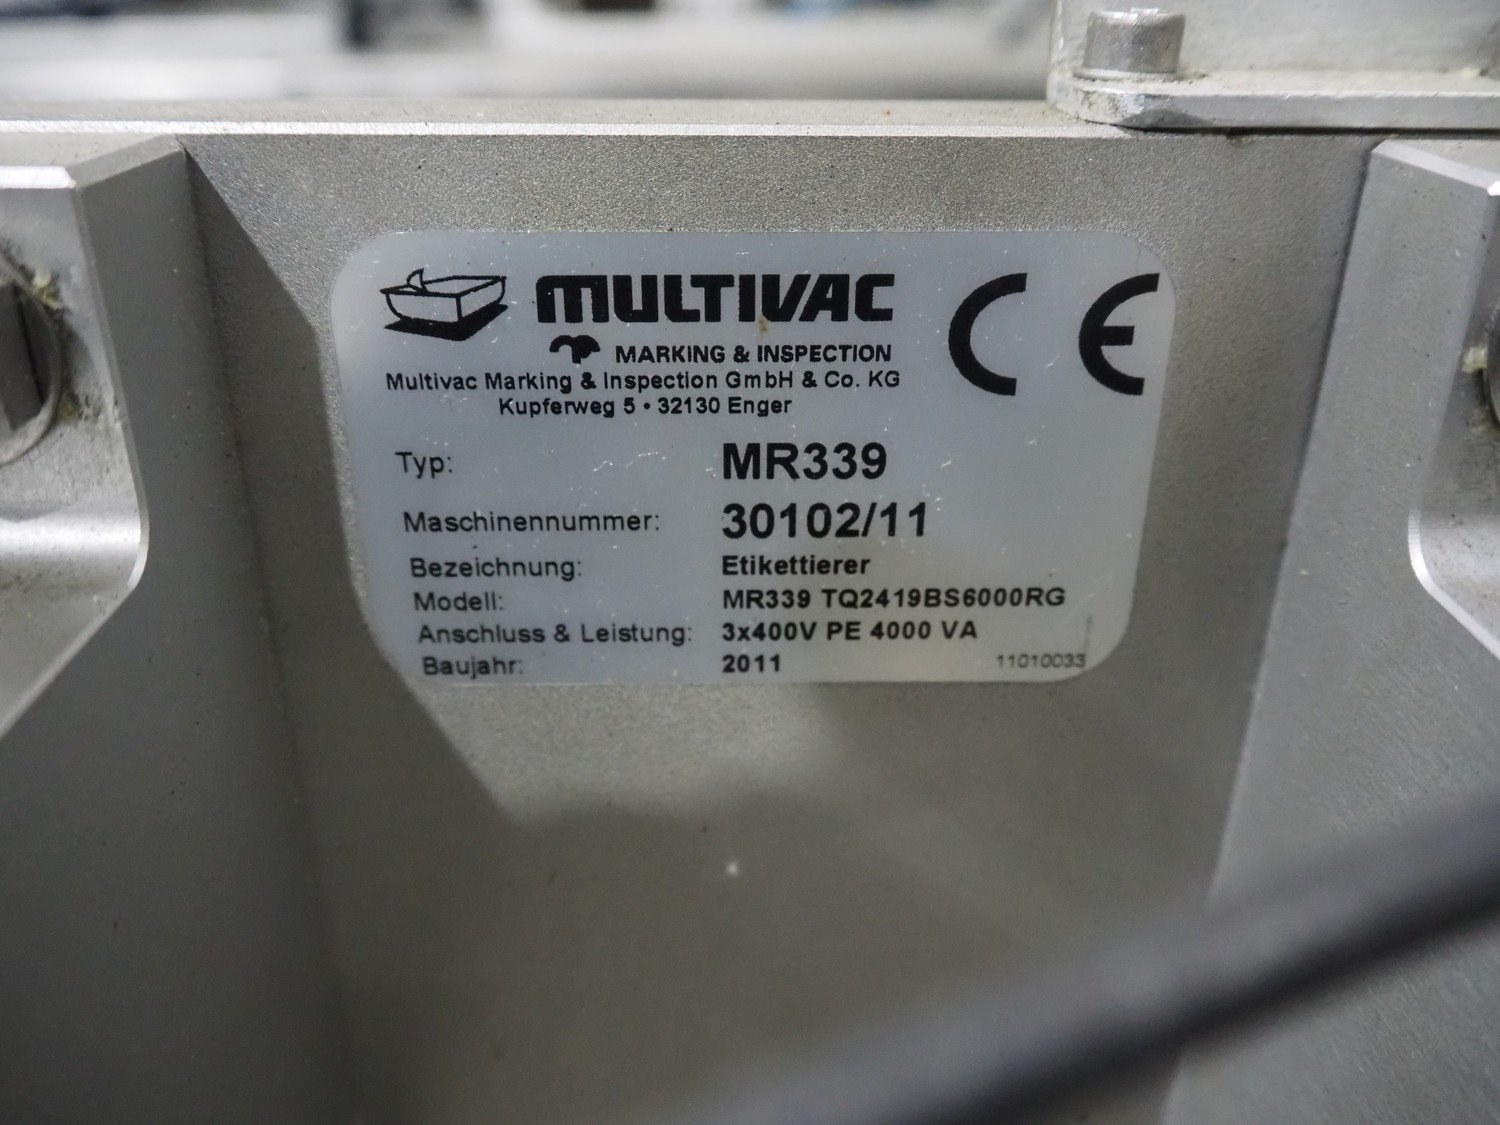 MULTIVAC
MARKING & INSPECTION
CE
Multivac Marking & Inspection GmbH & Co. KG
Kupferweg 5 • 32130 Enger
Typ: MR339
Maschinennummer: 30102/11
Bezeichnung: Etikettierer
Modell: MR339 TQ2419BS6000RG
Anschluss & Leistung: 3x400V PE 4000 VA
Baujahr: 2011 11010033